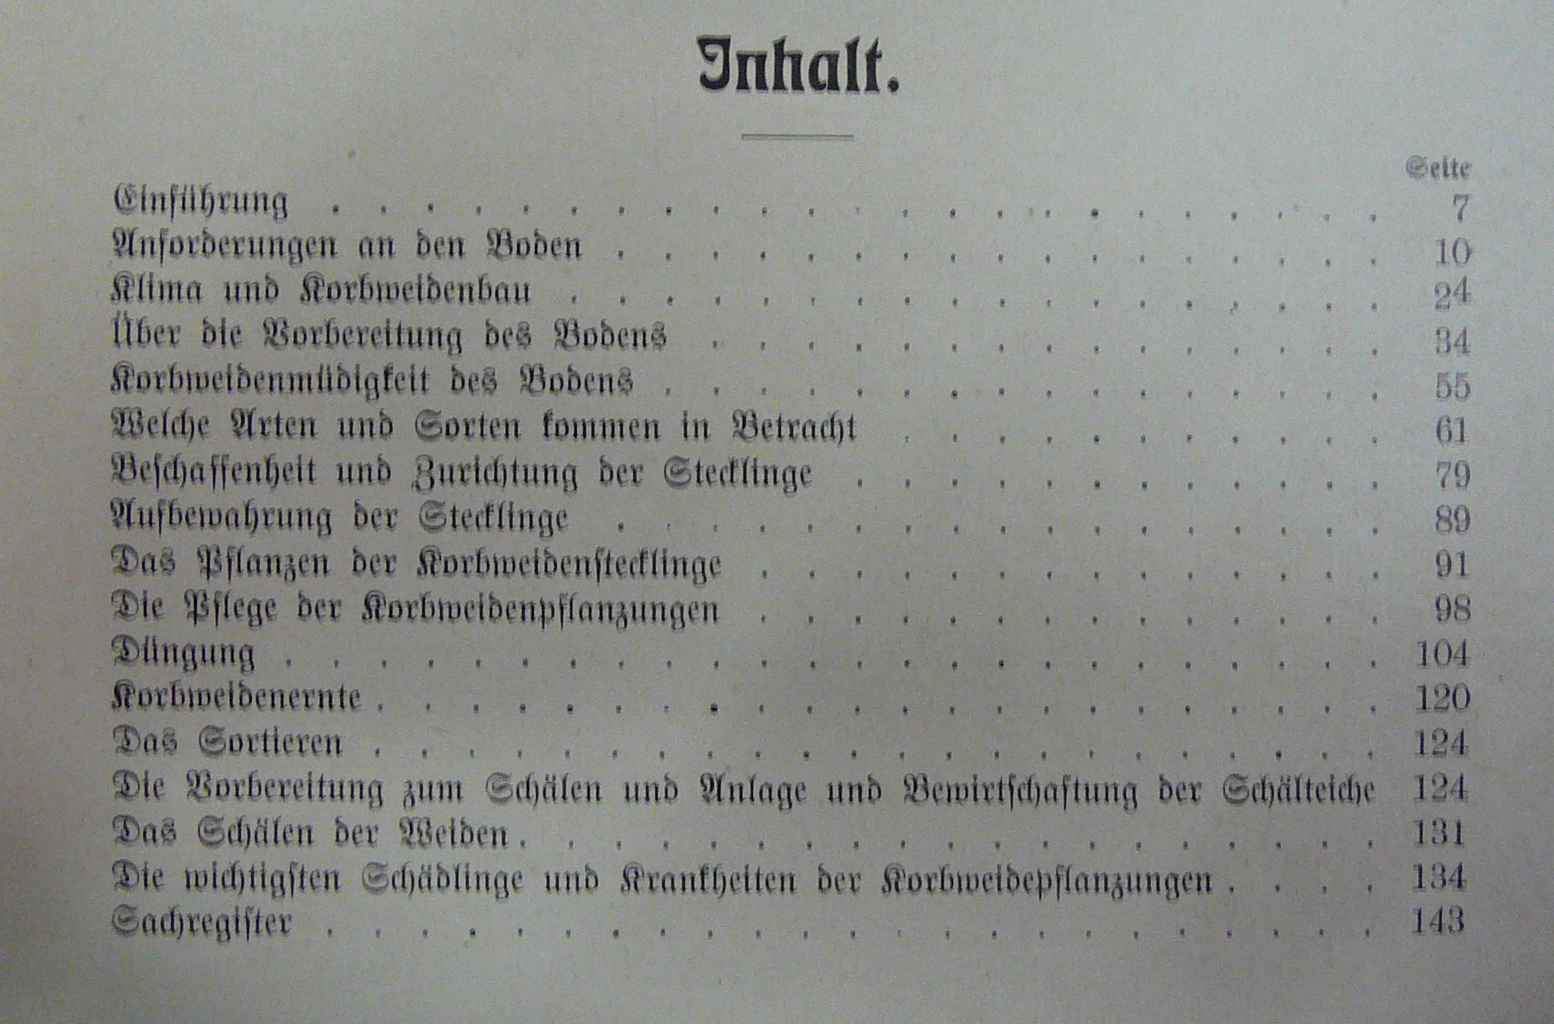 Inhalt.
Seite
Einführung . . . . . . . . . . . . . . . . . . . . . . . 7
Anforderungen an den Boden . . . . . . . . . . . . . . . . . 10
Klima und Korbweidenbau . . . . . . . . . . . . . . . . . . 24
Über die Vorbereitung des Bodens . . . . . . . . . . . . . . . 34
Korbweidenmüdigkeit des Bodens . . . . . . . . . . . . . . . . 55
Welche Arten und Sorten kommen in Betracht . . . . . . . . . . . 61
Beschaffenheit und Zurichtung der Stecklinge . . . . . . . . . . . . 79
Aufbewahrung der Stecklinge . . . . . . . . . . . . . . . . . 89
Das Pflanzen der Korbweidenstecklinge . . . . . . . . . . . . . . 91
Die Pflege der Korbweidenpflanzungen . . . . . . . . . . . . . . 98
Düngung . . . . . . . . . . . . . . . . . . . . . . . . 104
Korbweidenernte . . . . . . . . . . . . . . . . . . . . . . 120
Das Sortieren . . . . . . . . . . . . . . . . . . . . . . 124
Die Vorbereitung zum Schälen und Anlage und Bewirtschaftung der Schälteiche 124
Das Schälen der Weiden . . . . . . . . . . . . . . . . . . . 131
Die wichtigsten Schädlinge und Krankheiten der Korbweidepflanzungen . . . . 134
Sachregister . . . . . . . . . . . . . . . . . . . . . . . 143